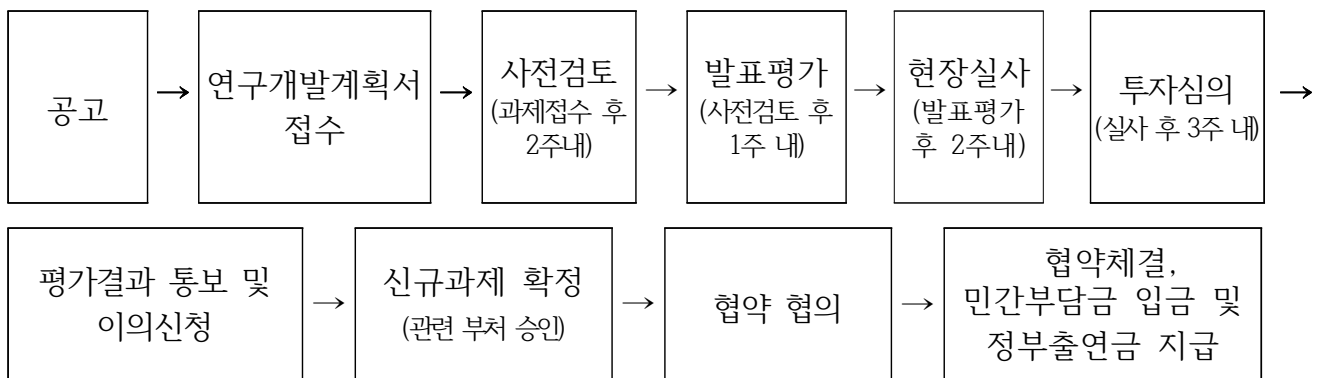 공고
→
연구개발계획서
접수
→
사전검토
(과제접수 후
2주내)
→
발표평가
(사전검토 후
1주 내)
→
현장실사
(발표평가
후 2주내)
→
투자심의
(실사 후 3주 내)
→
평가결과 통보 및
이의신청
→
신규과제 확정
(관련 부처 승인)
→
협약 협의
→
협약체결,
민간부담금 입금 및
정부출연금 지급